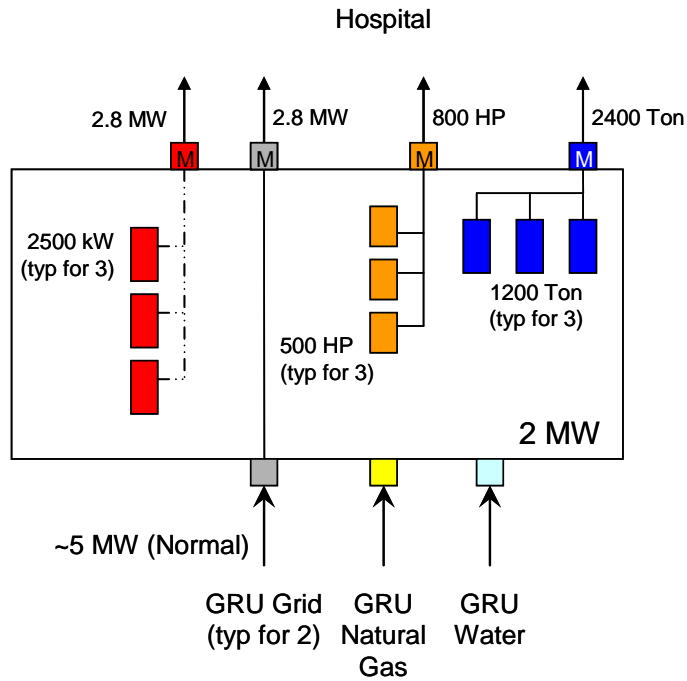 Hospital
2.8 MW
2.8 MW
800 HP
2400 Ton
M
M
M
M
2500 kW
(typ for 3)
1200 Ton
(typ for 3)
500 HP
(typ for 3)
2 MW
~5 MW (Normal)
GRU Grid
(typ for 2)
GRU
Natural
Gas
GRU
Water